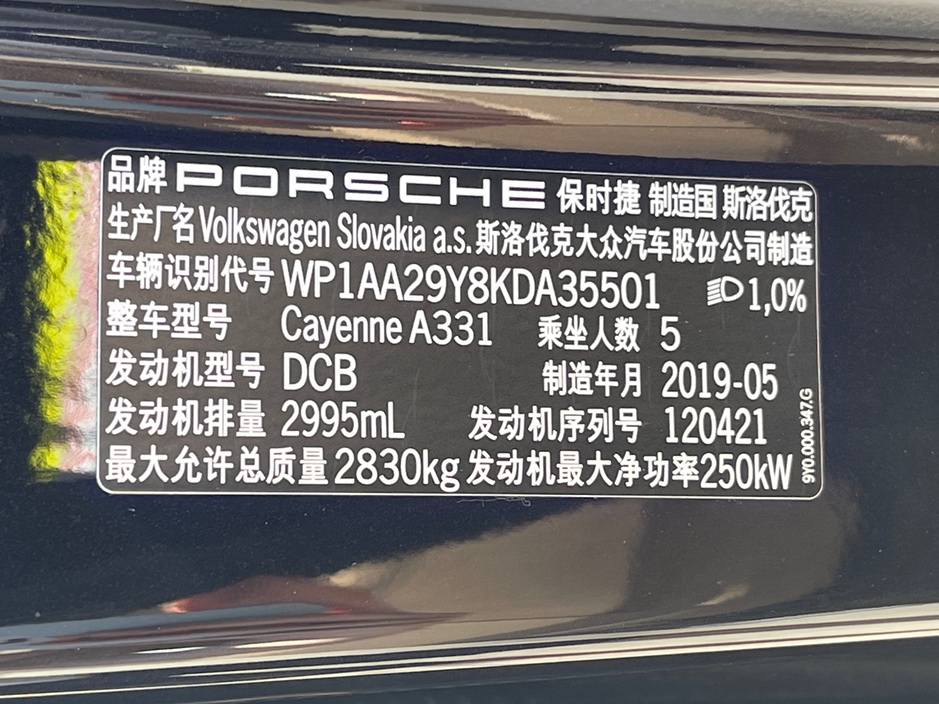 品牌 PORSCHE 保时捷 制造国 斯洛伐克
生产厂名 Volkswagen Slovakia a.s. 斯洛伐克大众汽车股份公司制造
车辆识别代号 WP1AA29Y8KDA35501 1,0%
整车型号 Cayenne A331 乘坐人数 5
发动机型号 DCB 制造年月 2019-05
发动机排量 2995mL 发动机序列号 120421
最大允许总质量 2830kg 发动机最大净功率 250kW
9Y0.000.347.G